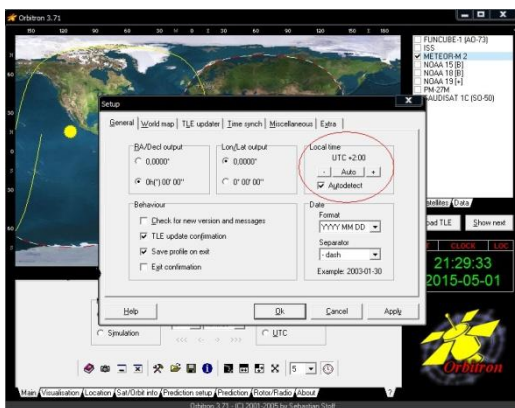 Orbitron 3.71
FUNCUBE-1 (AO-73)
ISS
METEOR-M 2
NOAA 15 [B]
NOAA 18 [B]
NOAA 19 [+]
PM-27M
SAUDISAT 1C (SO-50)
Setup
General World map TLE updater Time synch Miscellaneous Extra
RA/Decl output
0,0000°
0h(°) 00' 00"
Lon/Lat output
0,0000°
0° 00' 00"
Local time
UTC +2:00
- Auto +
Autodetect
Behaviour
Check for new version and messages
TLE update confirmation
Save profile on exit
Exit confirmation
Date
Format
YYYY MM DD
Separator
- dash
Example: 2003-01-30
Help Ok Cancel Apply
Data
TLE Show next
CLOCK LOC
21:29:33
2015-05-01
Simulation
UTC
5
Orbitron
Main Visualisation Location Sat/Orbit info Prediction setup Prediction Rotor/Radio About
?
Orbitron 3.71 - (C) 2001-2005 by Sebastian Stoff